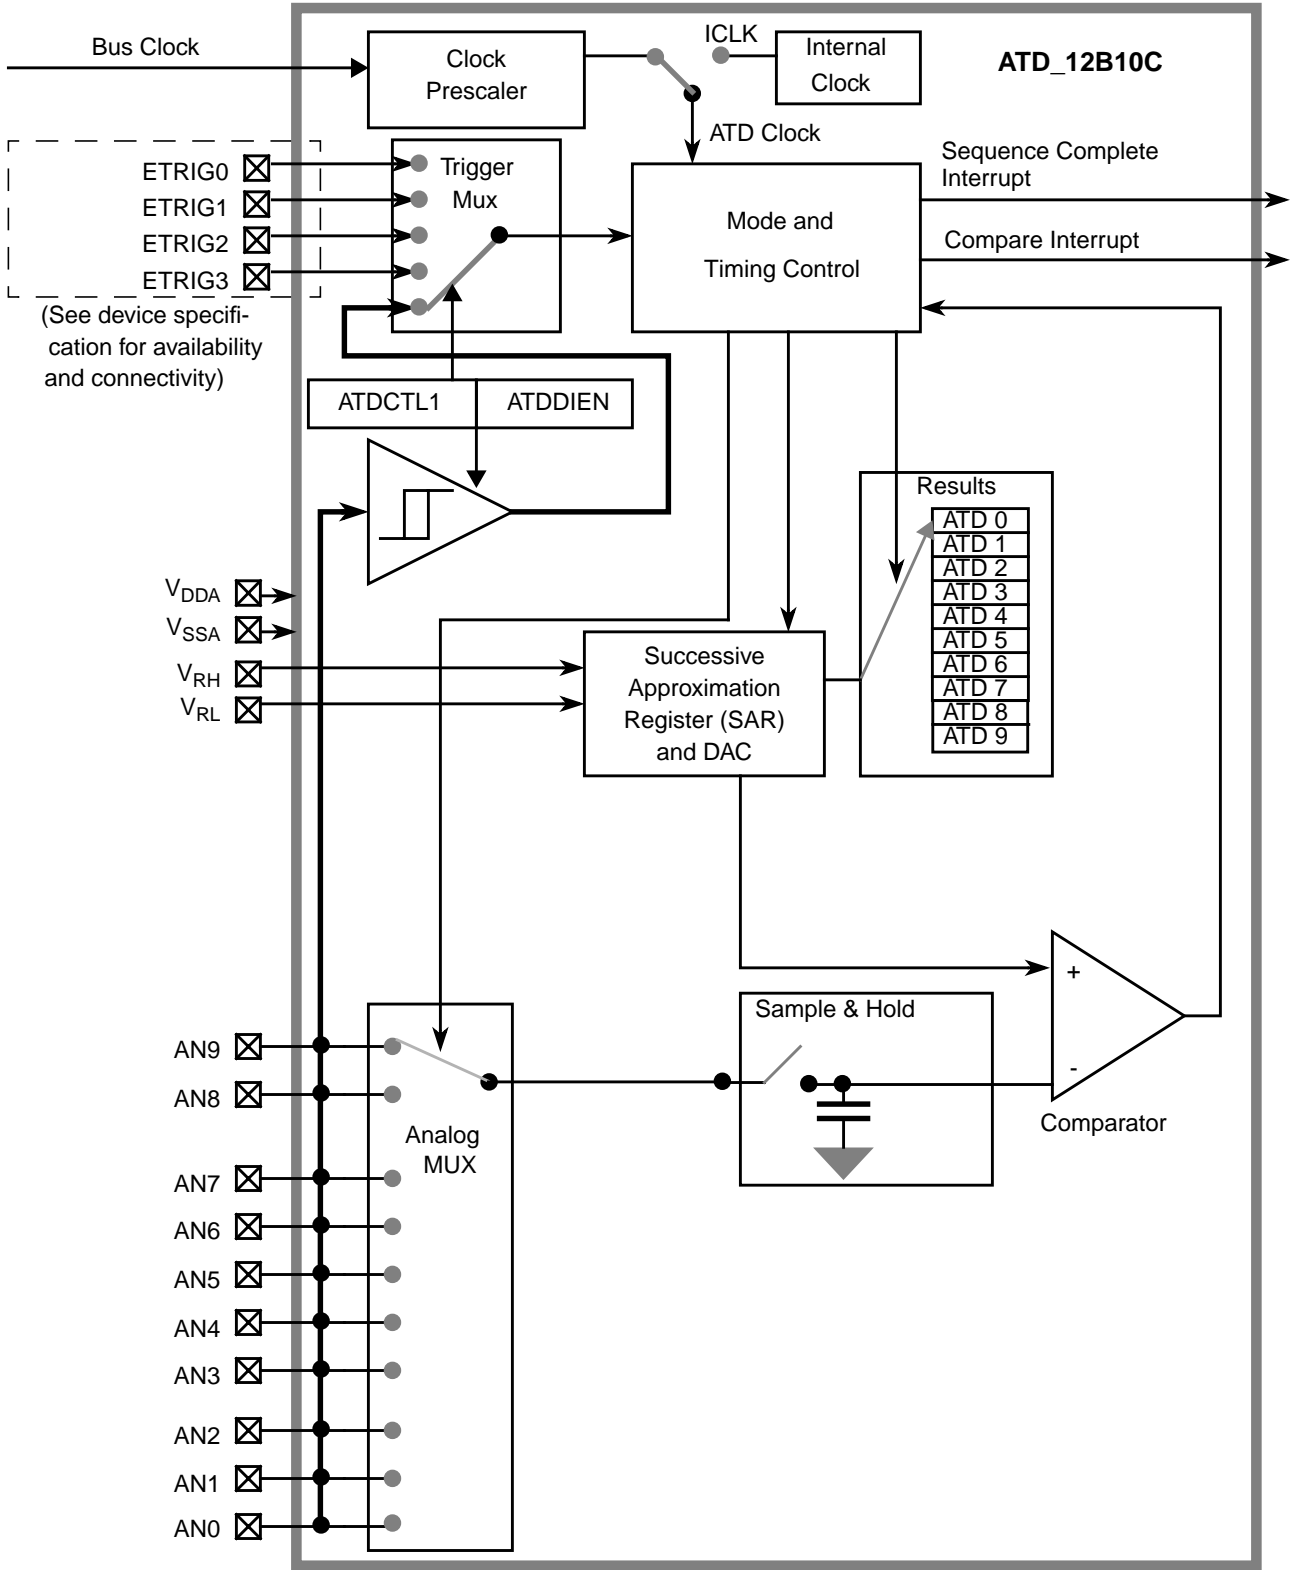 Bus Clock
Clock
Prescaler
ICLK
Internal
Clock
ATD_12B10C
ATD Clock
ETRIG0
ETRIG1
ETRIG2
ETRIG3
(See device specifi-
cation for availability
and connectivity)
Trigger
Mux
Mode and
Timing Control
Sequence Complete
Interrupt
Compare Interrupt
ATDCTL1
ATDDIEN
Results
ATD 0
ATD 1
ATD 2
ATD 3
ATD 4
ATD 5
ATD 6
ATD 7
ATD 8
ATD 9
VDDA
VSSA
VRH
VRL
Successive
Approximation
Register (SAR)
and DAC
Sample & Hold
+
-
Comparator
AN9
AN8
AN7
AN6
AN5
AN4
AN3
AN2
AN1
AN0
Analog
MUX